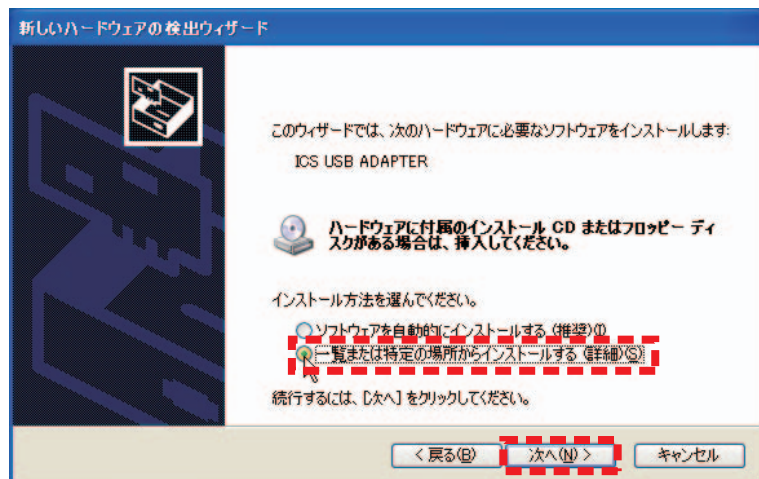 新しいハードウェアの検出ウィザード
このウィザードでは、次のハードウェアに必要なソフトウェアをインストールします:
ICS USB ADAPTER
ハードウェアに付属のインストール CD またはフロッピー ディ
スクがある場合は、挿入してください。
インストール方法を選んでください。
ソフトウェアを自動的にインストールする (推奨)(I)
一覧または特定の場所からインストールする (詳細)(S)
続行するには、[次へ] をクリックしてください。
< 戻る(B) 次へ(N) > キャンセル